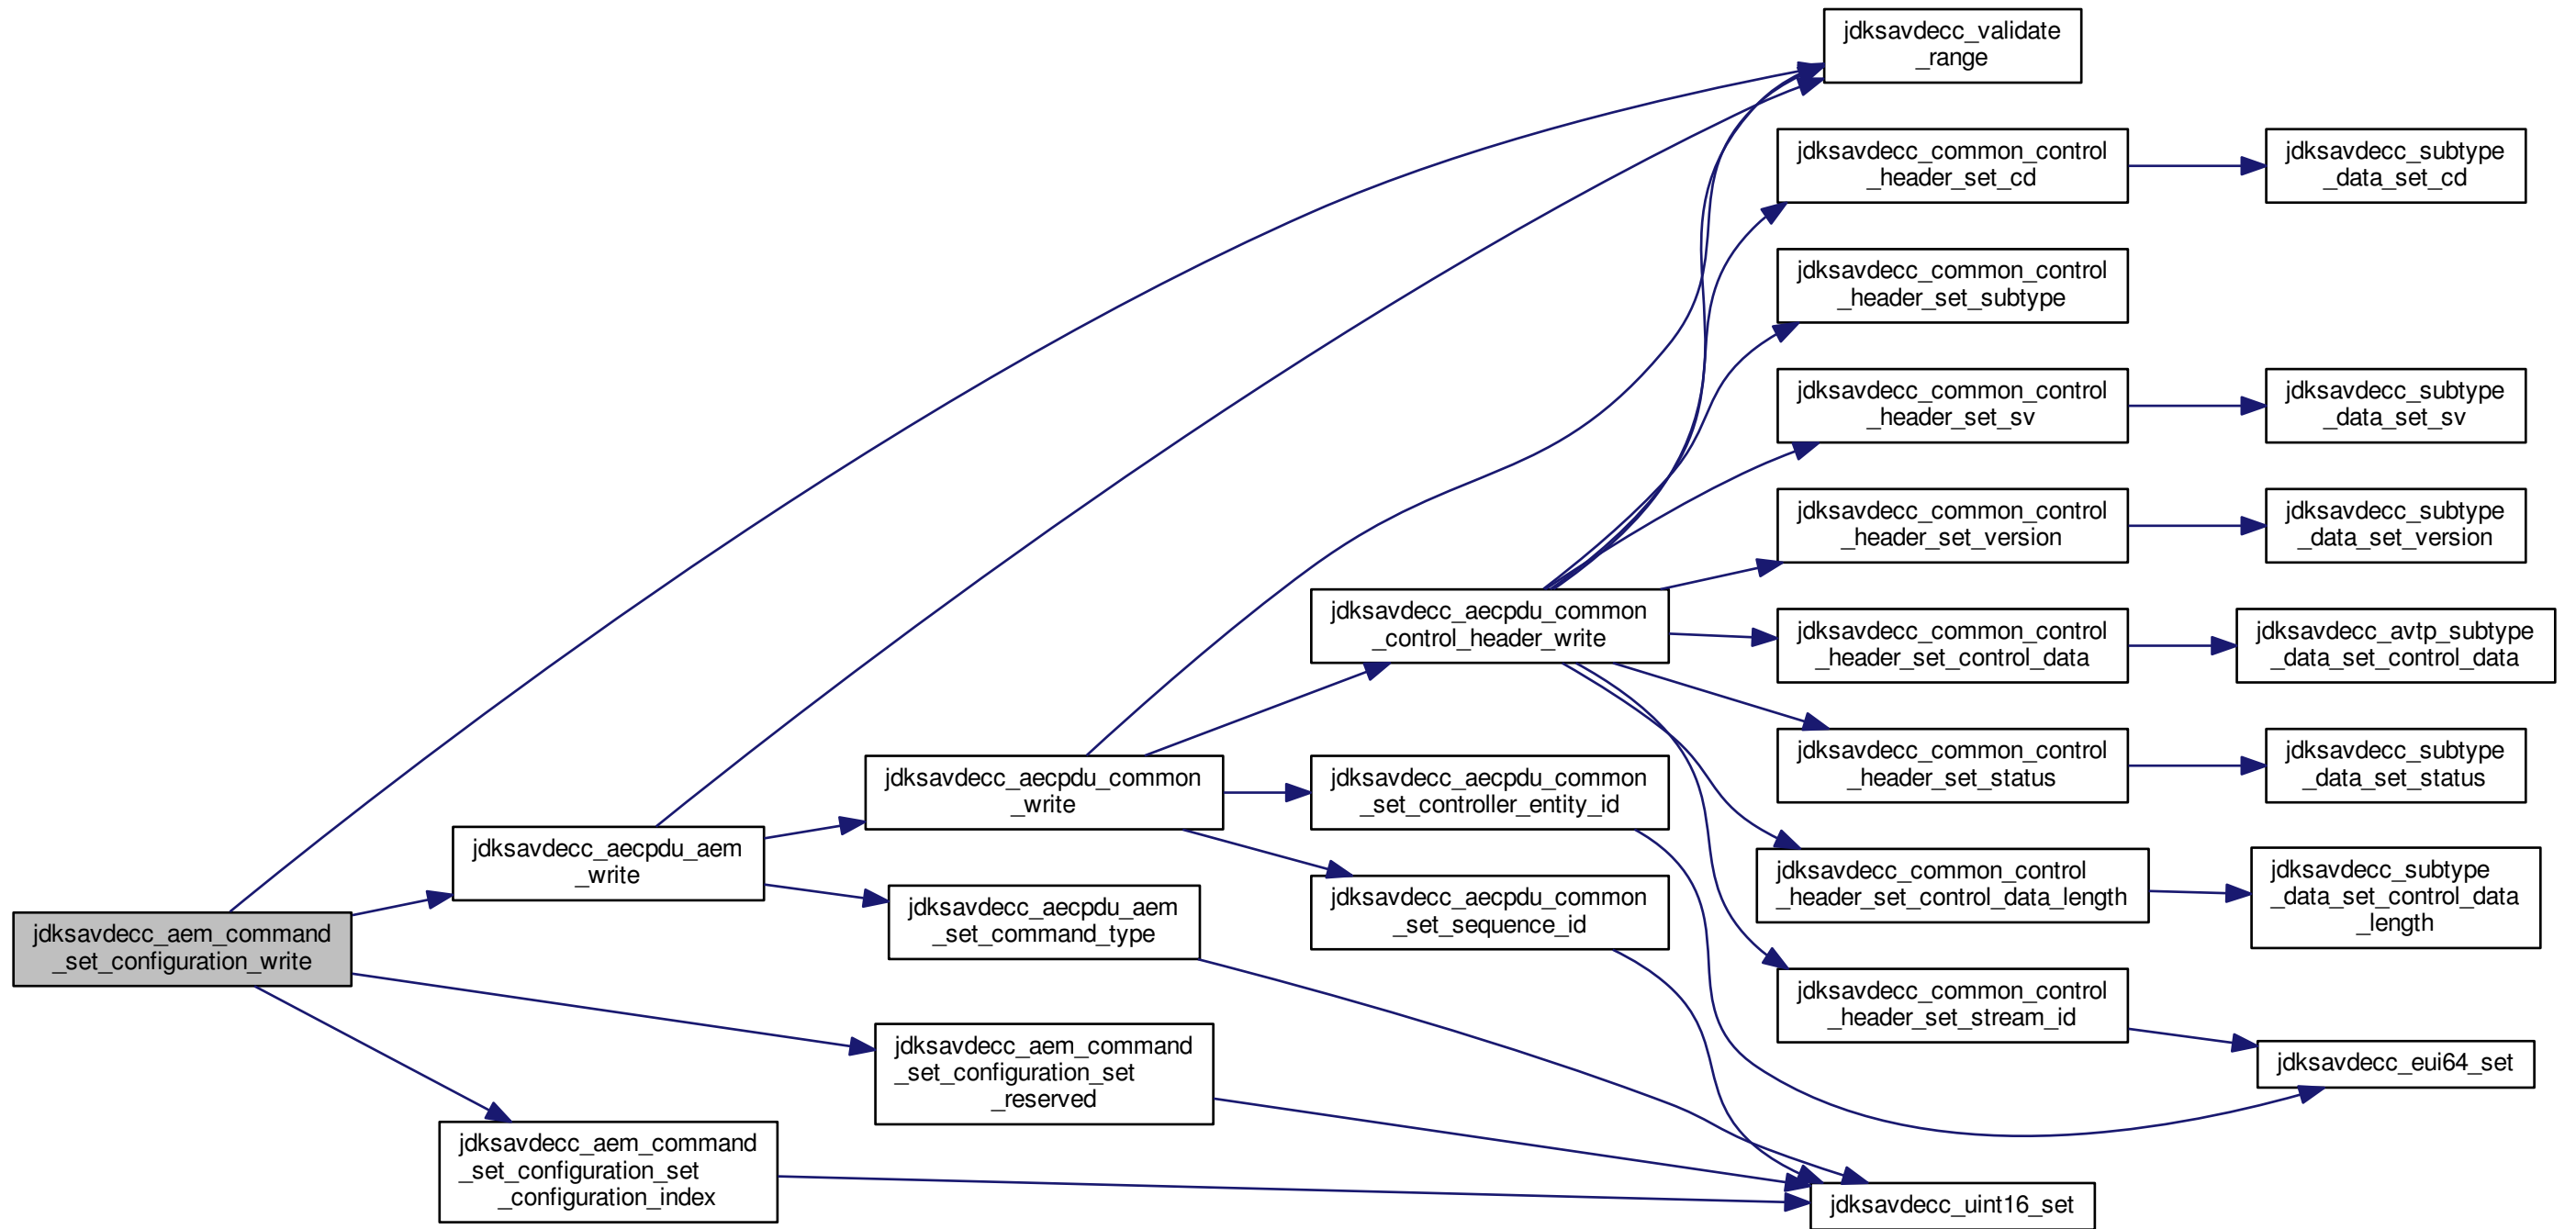 jdksavdecc_validate
_range
jdksavdecc_common_control
_header_set_cd
jdksavdecc_subtype
_data_set_cd
jdksavdecc_common_control
_header_set_subtype
jdksavdecc_common_control
_header_set_sv
jdksavdecc_subtype
_data_set_sv
jdksavdecc_common_control
_header_set_version
jdksavdecc_subtype
_data_set_version
jdksavdecc_aecpdu_common
_control_header_write
jdksavdecc_common_control
_header_set_control_data
jdksavdecc_avtp_subtype
_data_set_control_data
jdksavdecc_common_control
_header_set_status
jdksavdecc_subtype
_data_set_status
jdksavdecc_aecpdu_common
_write
jdksavdecc_aecpdu_common
_set_controller_entity_id
jdksavdecc_aecpdu_aem
_write
jdksavdecc_common_control
_header_set_control_data_length
jdksavdecc_subtype
_data_set_control_data
_length
jdksavdecc_aecpdu_aem
_set_command_type
jdksavdecc_aecpdu_common
_set_sequence_id
jdksavdecc_aem_command
_set_configuration_write
jdksavdecc_common_control
_header_set_stream_id
jdksavdecc_aem_command
_set_configuration_set
_reserved
jdksavdecc_eui64_set
jdksavdecc_aem_command
_set_configuration_set
_configuration_index
jdksavdecc_uint16_set